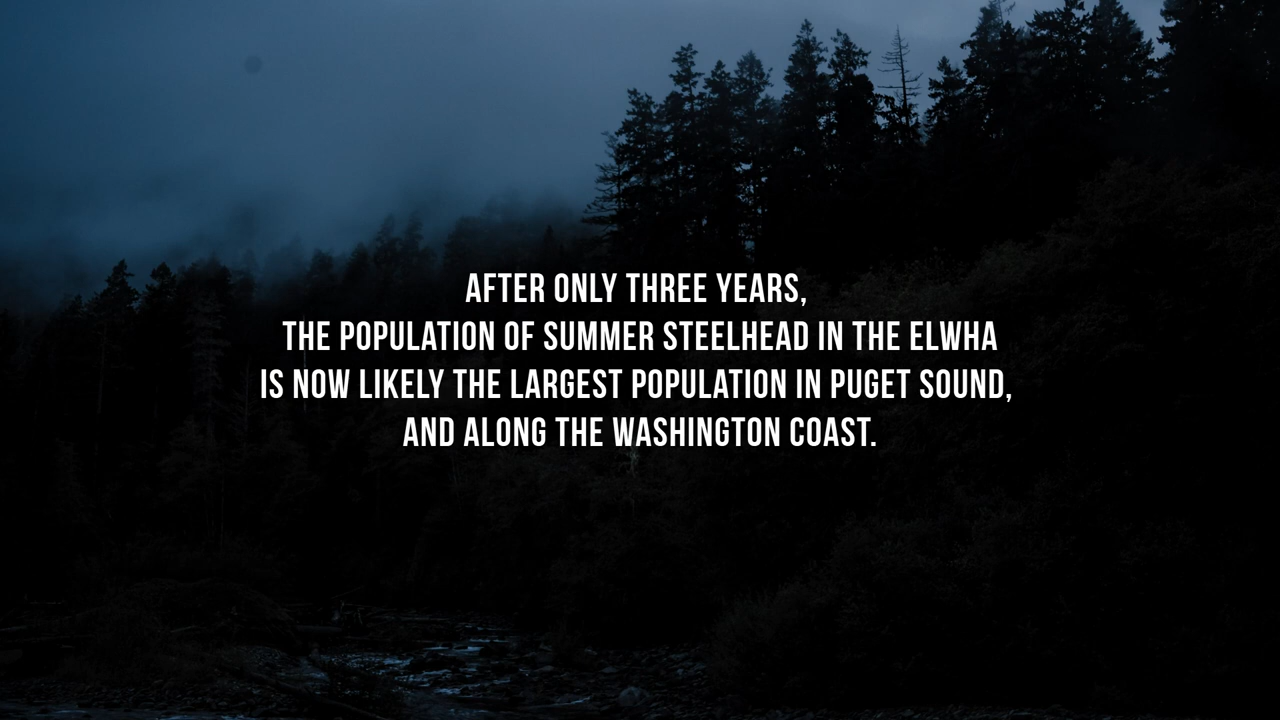 AFTER ONLY THREE YEARS,
THE POPULATION OF SUMMER STEELHEAD IN THE ELWHA
IS NOW LIKELY THE LARGEST POPULATION IN PUGET SOUND,
AND ALONG THE WASHINGTON COAST.